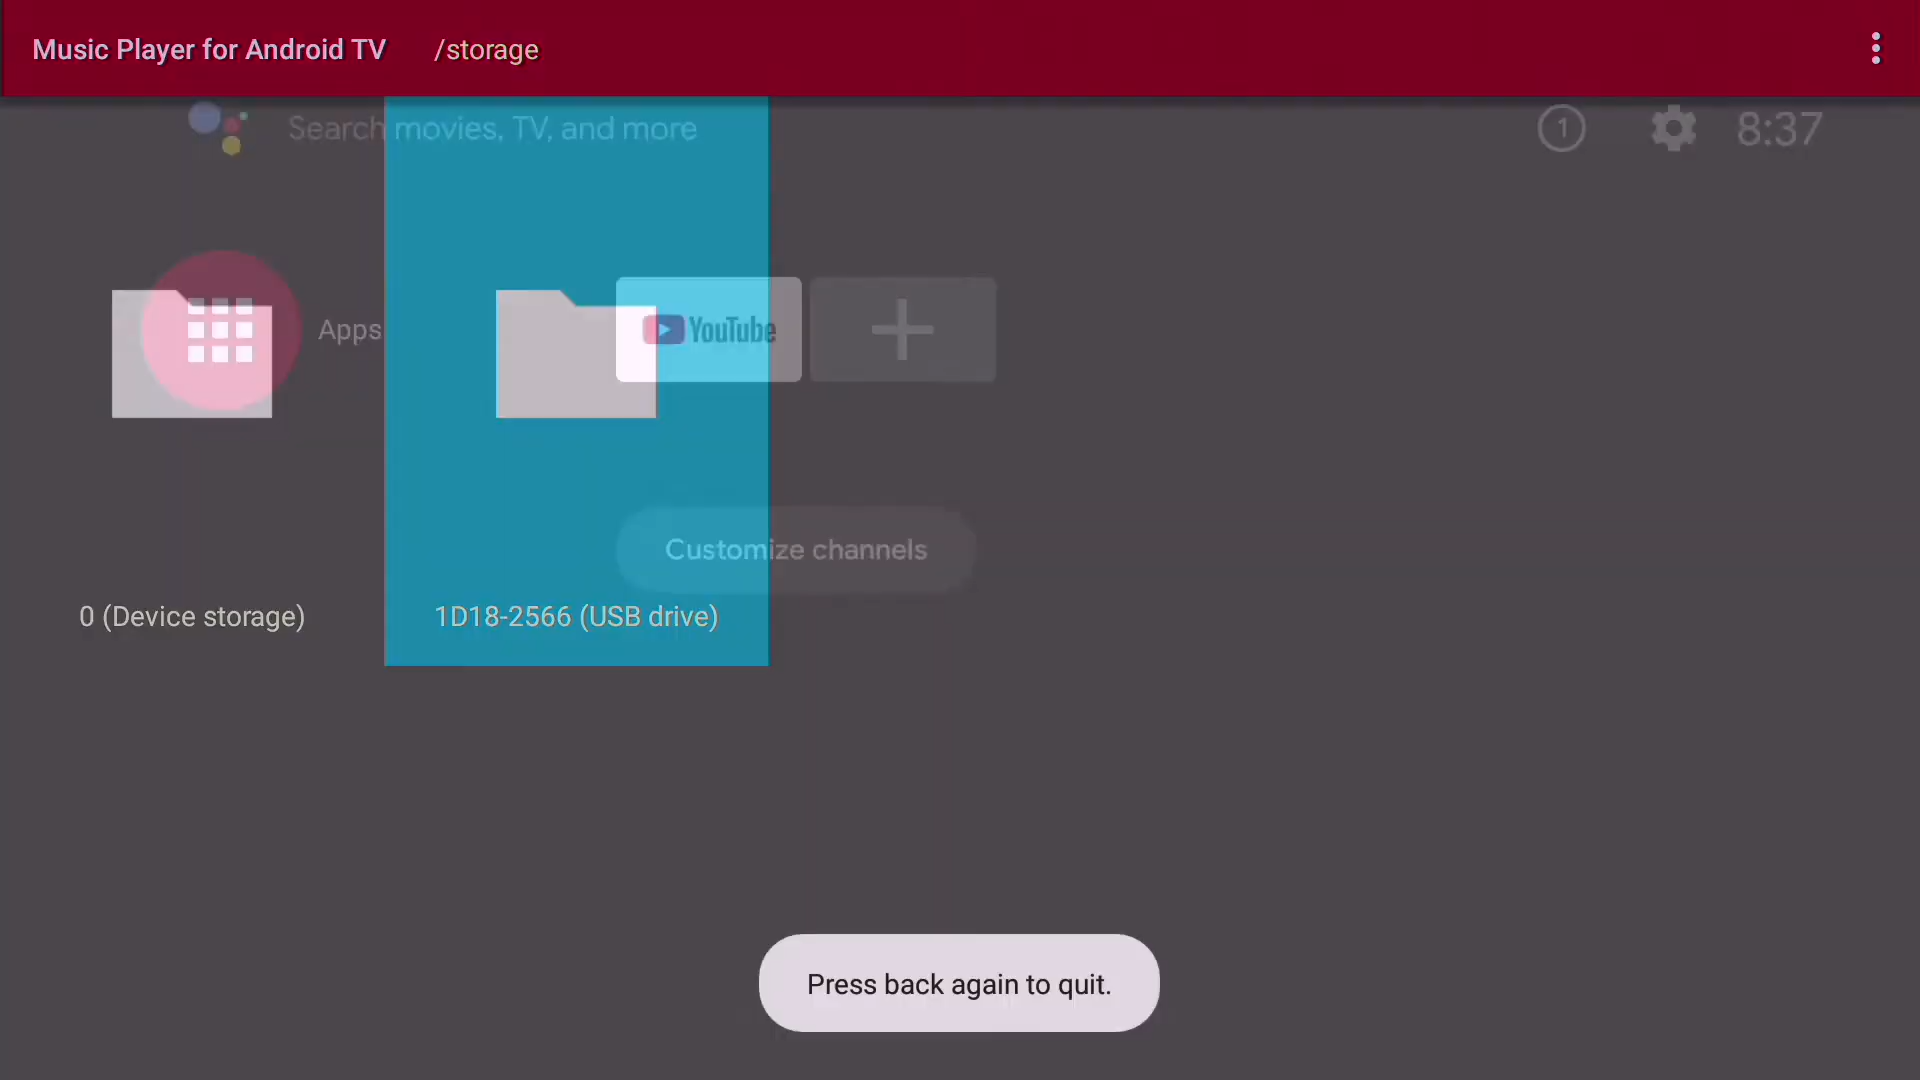 Music Player for Android TV /storage
Search movies, TV, and more 1 8:37
Apps YouTube
Customize channels
0 (Device storage) 1D18-2566 (USB drive)
Press back again to quit.